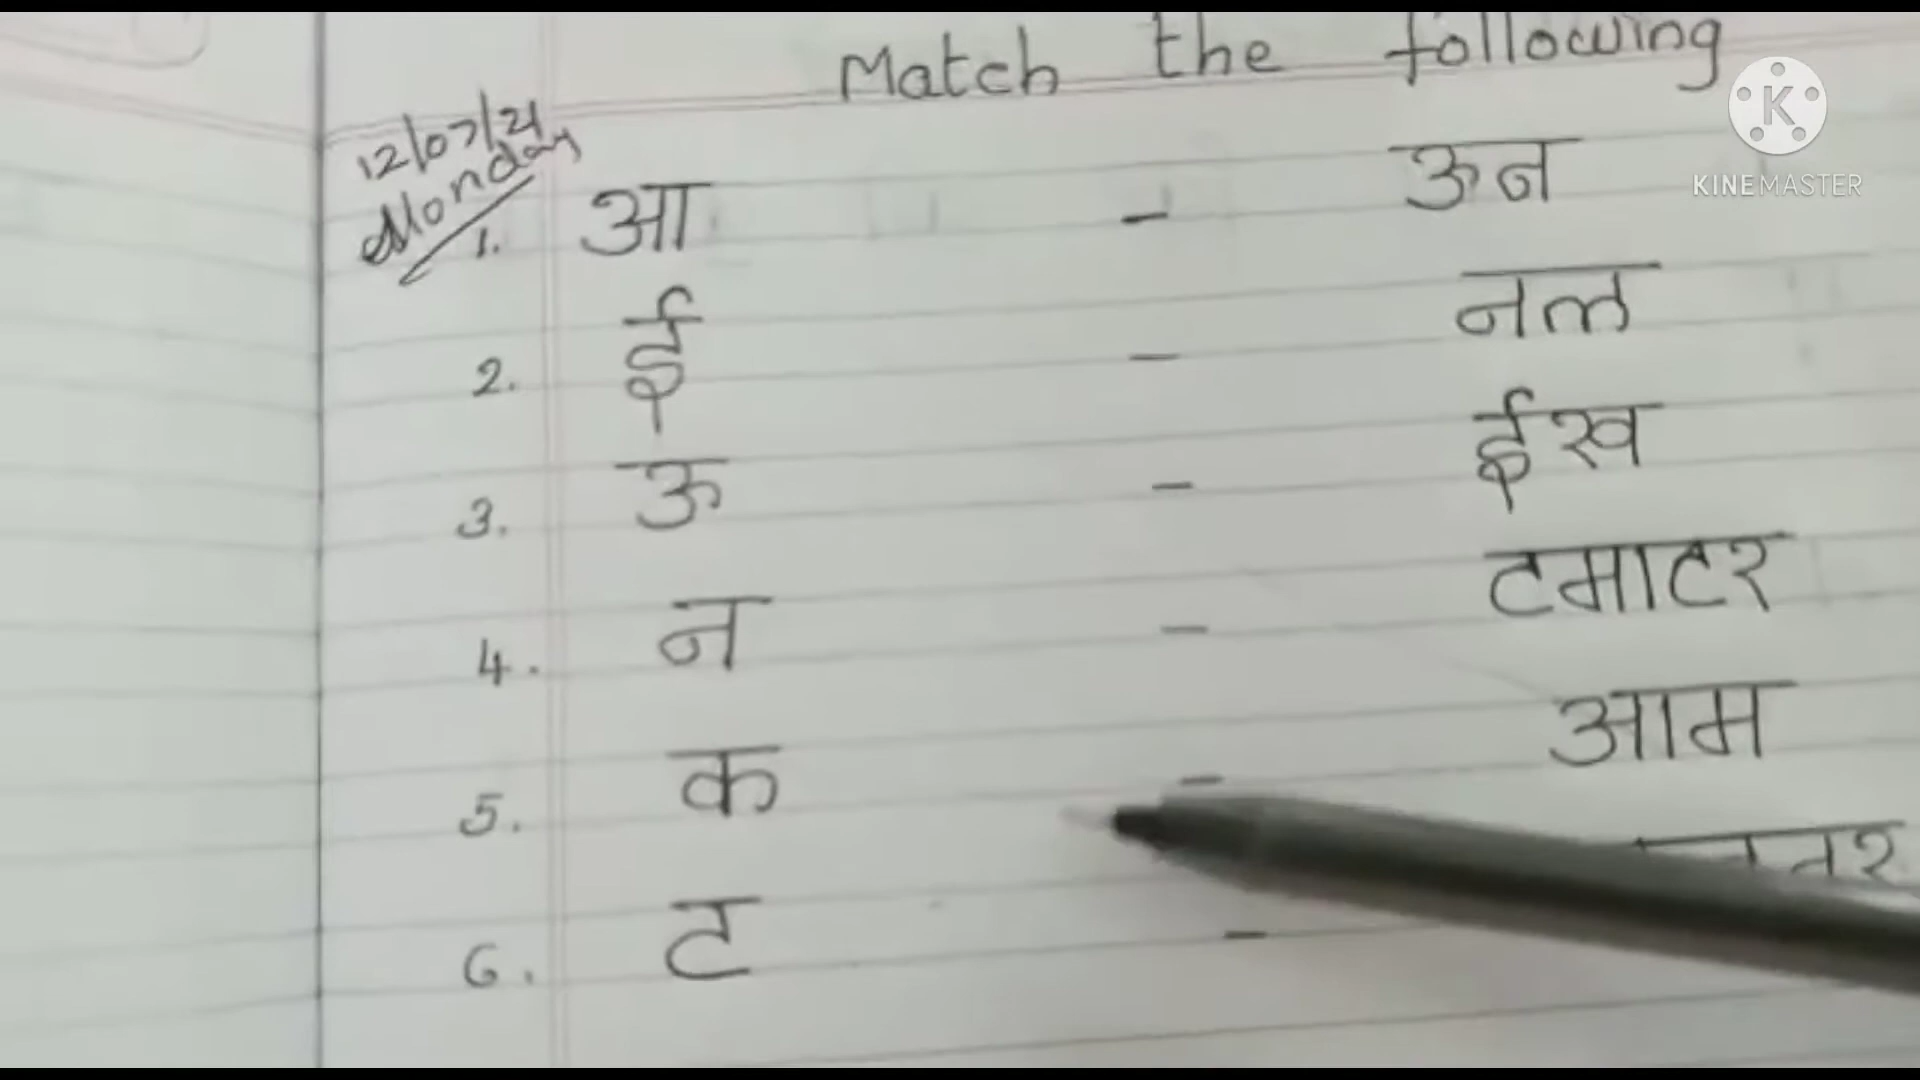 Match the following
12/07/21
Monday
1. आ - ऊन
2. ई - नल
3. ऊ - ईख
4. न - टमाटर
5. क - आम
6. ट -
K
KINEMASTER